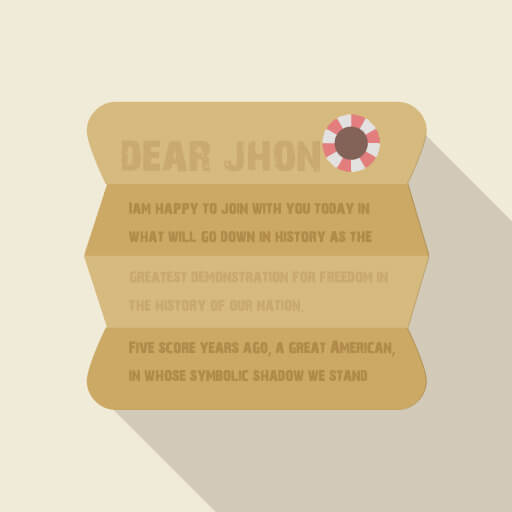 DEAR JHON
IAM HAPPY TO JOIN WITH YOU TODAY IN
WHAT WILL GO DOWN IN HISTORY AS THE
GREATEST DEMONSTRATION FOR FREEDOM IN
THE HISTORY OF OUR NATION.
FIVE SCORE YEARS AGO, A GREAT AMERICAN,
IN WHOSE SYMBOLIC SHADOW WE STAND